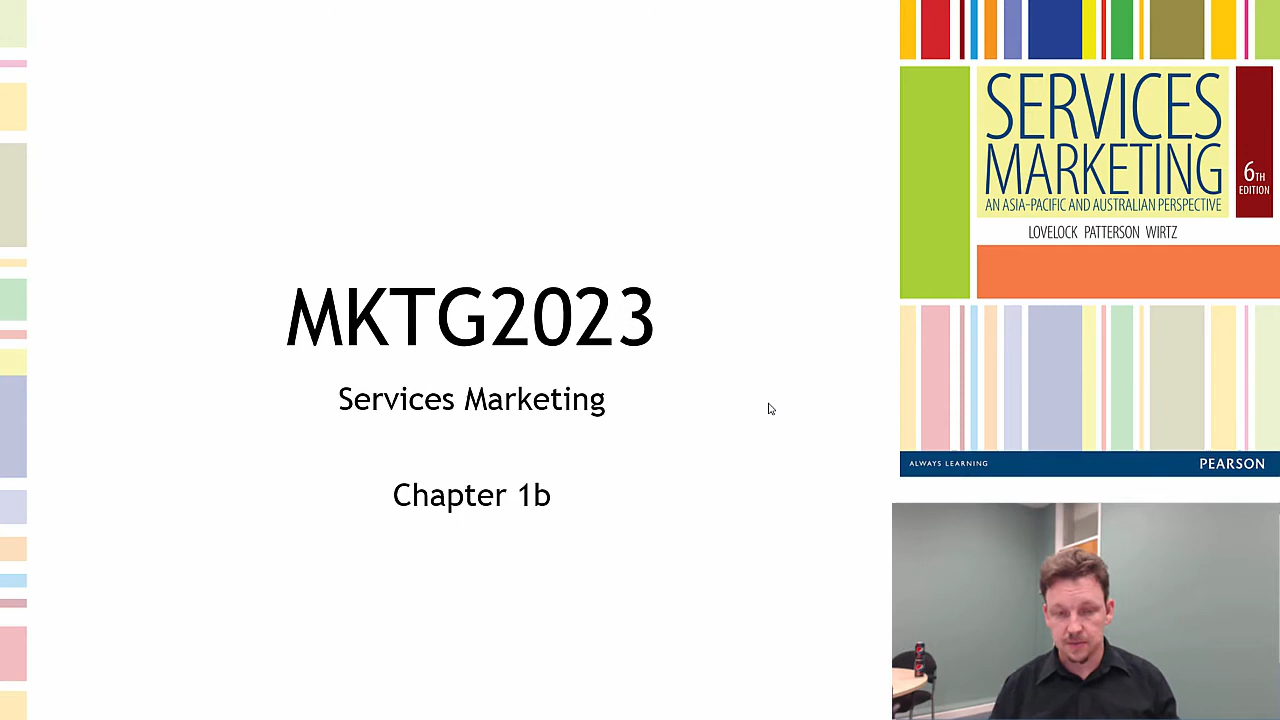 MKTG2023
Services Marketing
Chapter 1b
SERVICES
MARKETING
AN ASIA-PACIFIC AND AUSTRALIAN PERSPECTIVE
6TH
EDITION
LOVELOCK PATTERSON WIRTZ
ALWAYS LEARNING
PEARSON